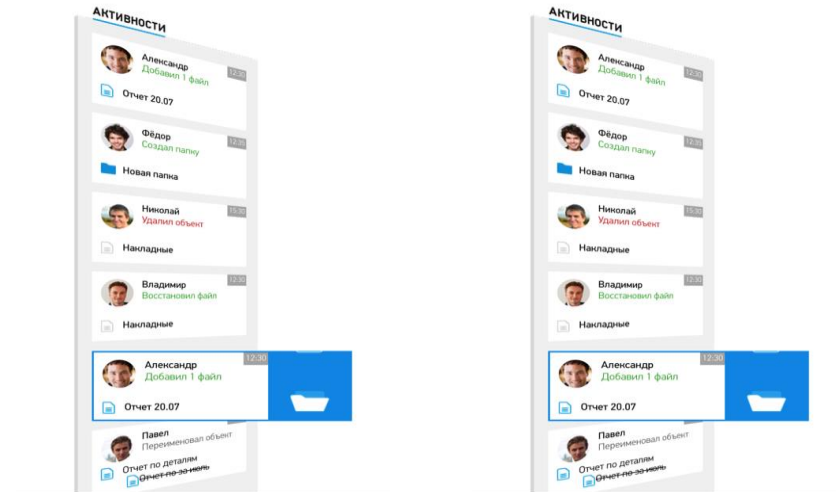 АКТИВНОСТИ
Александр
12:30
Добавил 1 файл
Отчет 20.07
Фёдор
12:35
Создал папку
Новая папка
Николай
15:30
Удалил объект
Накладные
Владимир
12:30
Восстановил файл
Накладные
Александр
12:30
Добавил 1 файл
Отчет 20.07
Павел
Переименовал объект
Отчет по деталям
Отчет по за июль
АКТИВНОСТИ
Александр
12:30
Добавил 1 файл
Отчет 20.07
Фёдор
12:35
Создал папку
Новая папка
Николай
15:30
Удалил объект
Накладные
Владимир
12:30
Восстановил файл
Накладные
Александр
12:30
Добавил 1 файл
Отчет 20.07
Павел
Переименовал объект
Отчет по деталям
Отчет по за июль